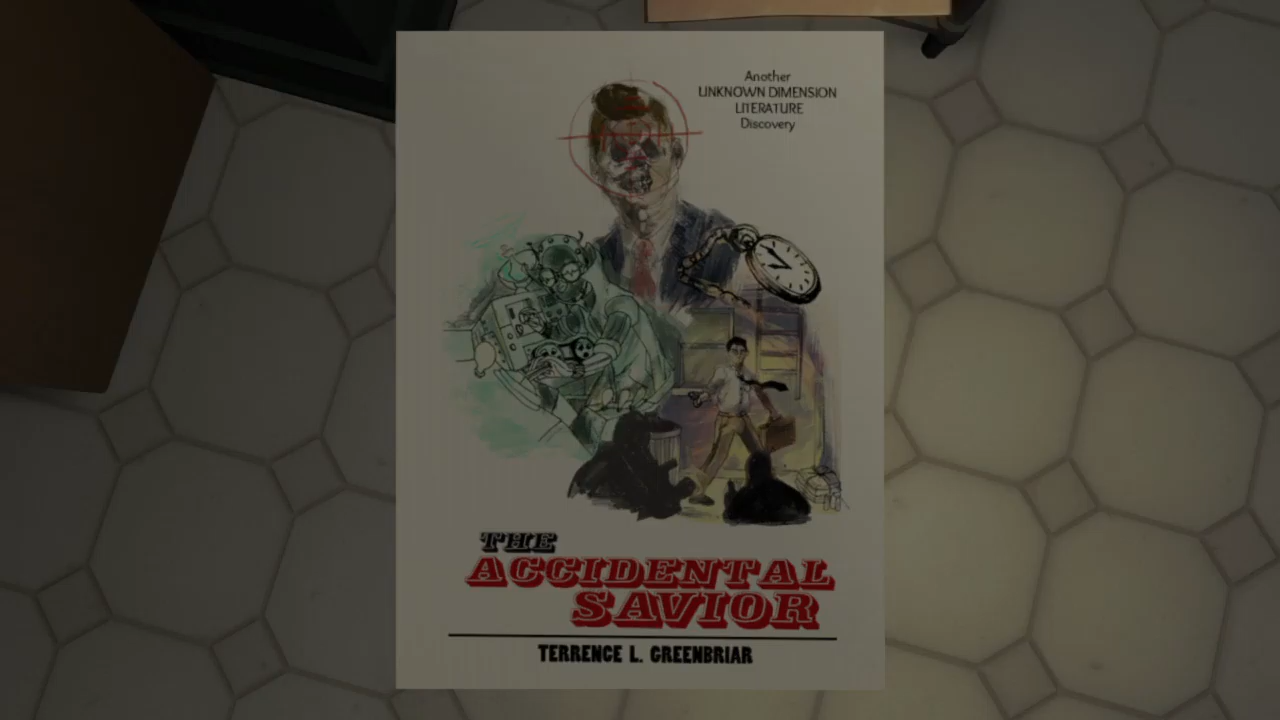 Another
UNKNOWN DIMENSION
LITERATURE
Discovery
THE
ACCIDENTAL
SAVIOR
TERRENCE L. GREENBRIAR